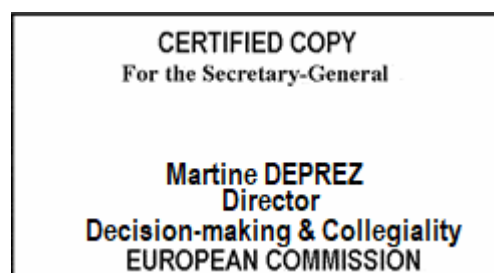 CERTIFIED COPY
For the Secretary-General
Martine DEPREZ
Director
Decision-making & Collegiality
EUROPEAN COMMISSION